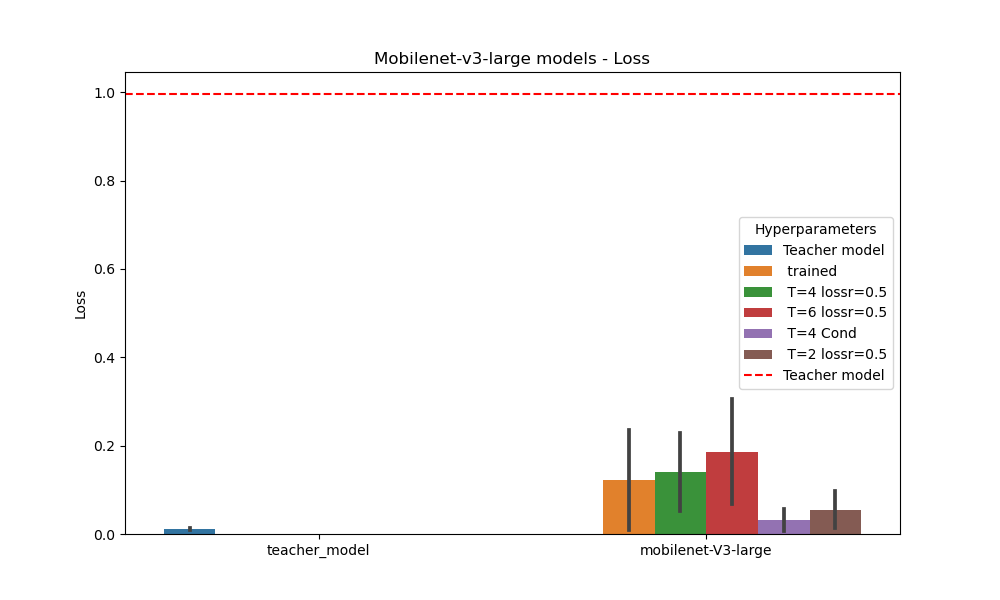 Mobilenet-v3-large models - Loss
1.0
0.8
0.6
0.4
0.2
0.0
Loss
Hyperparameters
Teacher model
trained
T=4 lossr=0.5
T=6 lossr=0.5
T=4 Cond
T=2 lossr=0.5
Teacher model
teacher_model
mobilenet-V3-large